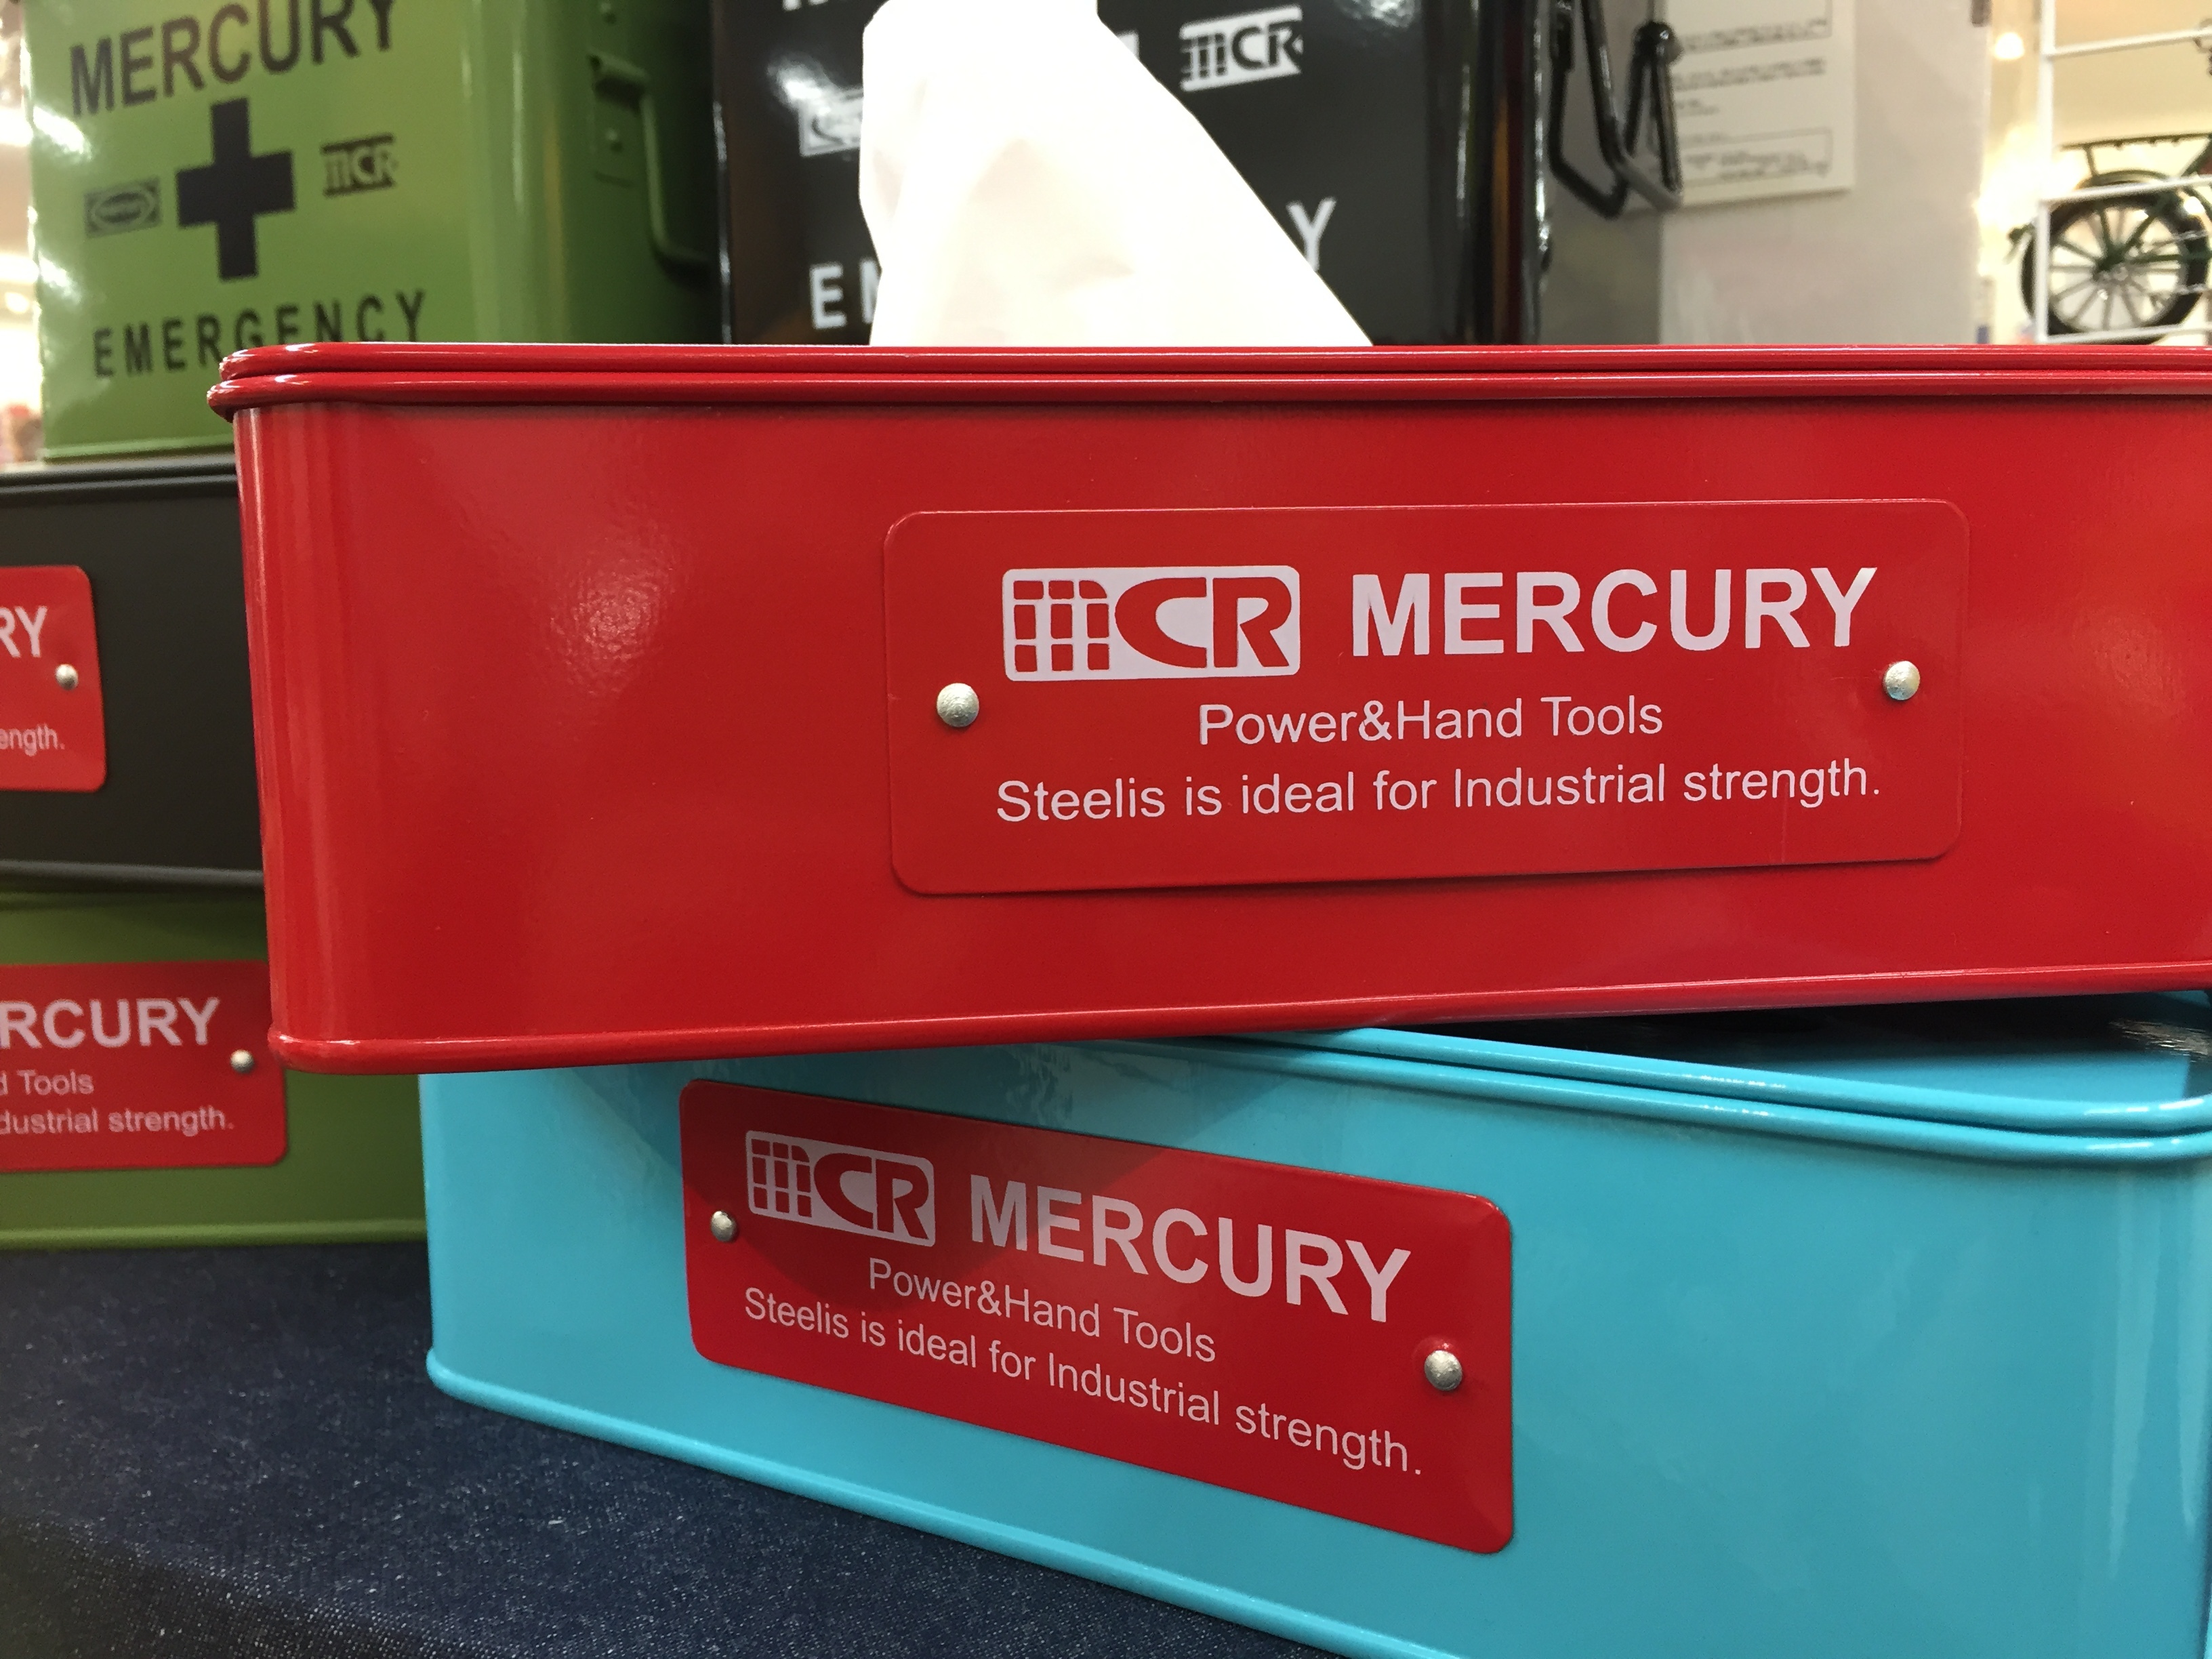 MERCURY
MCR
EMERGENCY
MCR
Y
RY
ength.
MCR MERCURY
Power&Hand Tools
Steelis is ideal for Industrial strength.
RCURY
d Tools
dustrial strength.
MCR MERCURY
Power&Hand Tools
Steelis is ideal for Industrial strength.